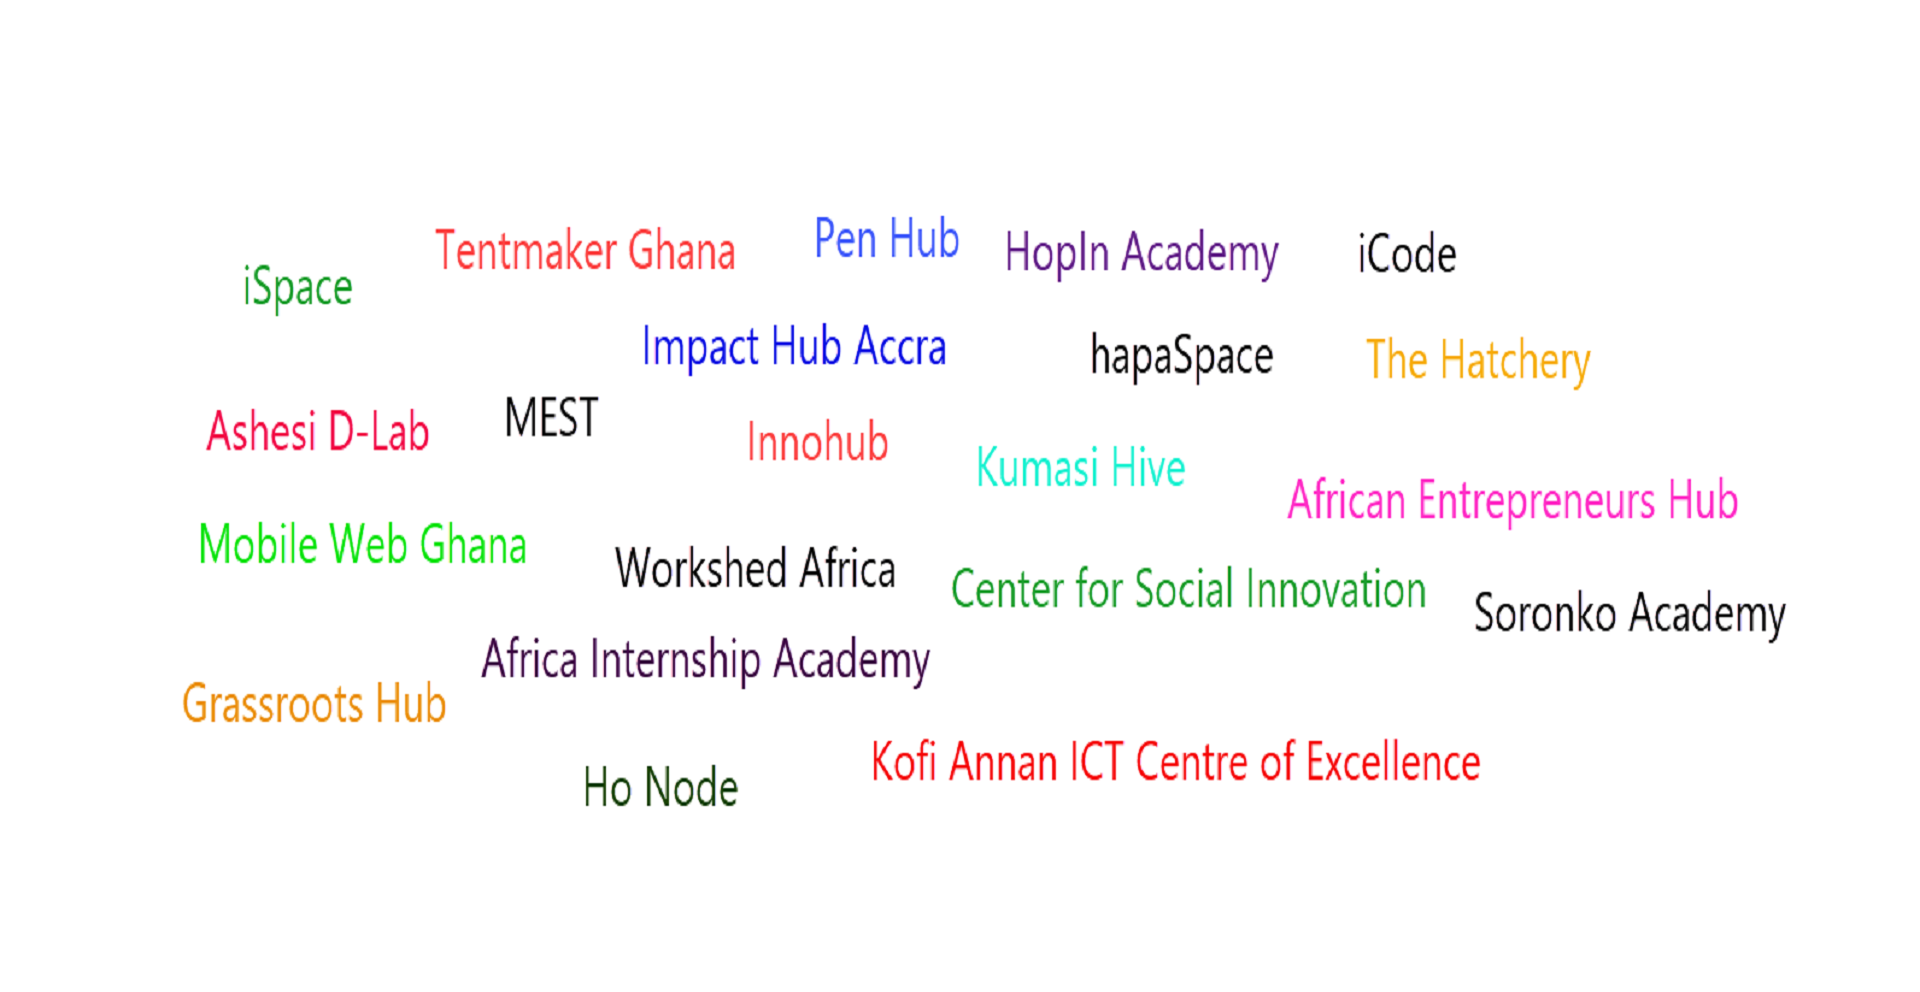 iSpace
Tentmaker Ghana
Pen Hub
HopIn Academy
iCode
Impact Hub Accra
hapaSpace
The Hatchery
Ashesi D-Lab
MEST
Innohub
Kumasi Hive
African Entrepreneurs Hub
Mobile Web Ghana
Workshed Africa
Center for Social Innovation
Soronko Academy
Africa Internship Academy
Grassroots Hub
Ho Node
Kofi Annan ICT Centre of Excellence